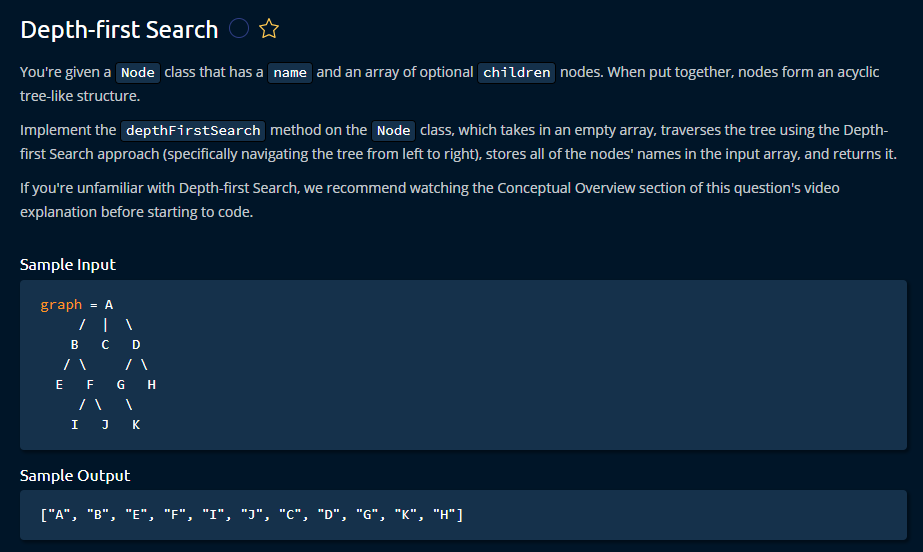 Depth-first Search
You're given a Node class that has a name and an array of optional children nodes. When put together, nodes form an acyclic
tree-like structure.
Implement the depthFirstSearch method on the Node class, which takes in an empty array, traverses the tree using the Depth-
first Search approach (specifically navigating the tree from left to right), stores all of the nodes' names in the input array, and returns it.
If you're unfamiliar with Depth-first Search, we recommend watching the Conceptual Overview section of this question's video
explanation before starting to code.
Sample Input
graph = A
     /  |  \
    B   C   D
   / \     / \
  E   F   G   H
     / \   \
    I   J   K
Sample Output
["A", "B", "E", "F", "I", "J", "C", "D", "G", "K", "H"]